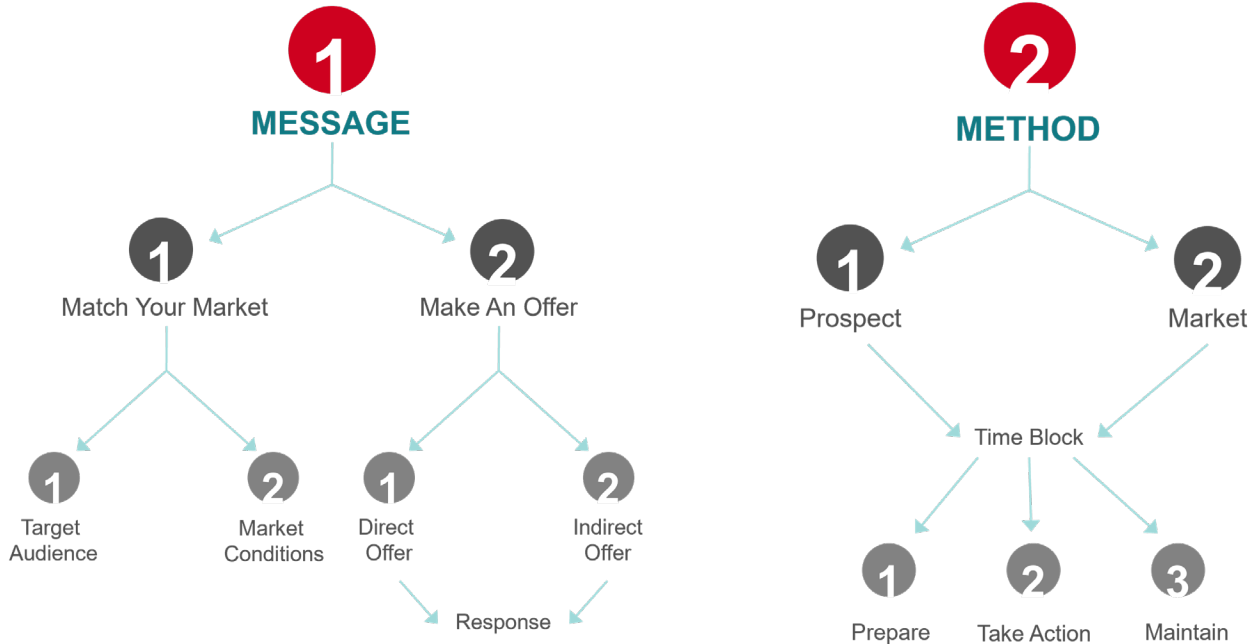 1
MESSAGE
1
Match Your Market
2
Make An Offer
1
Target
Audience
2
Market
Conditions
1
Direct
Offer
2
Indirect
Offer
Response
2
METHOD
1
Prospect
2
Market
Time Block
1
Prepare
2
Take Action
3
Maintain